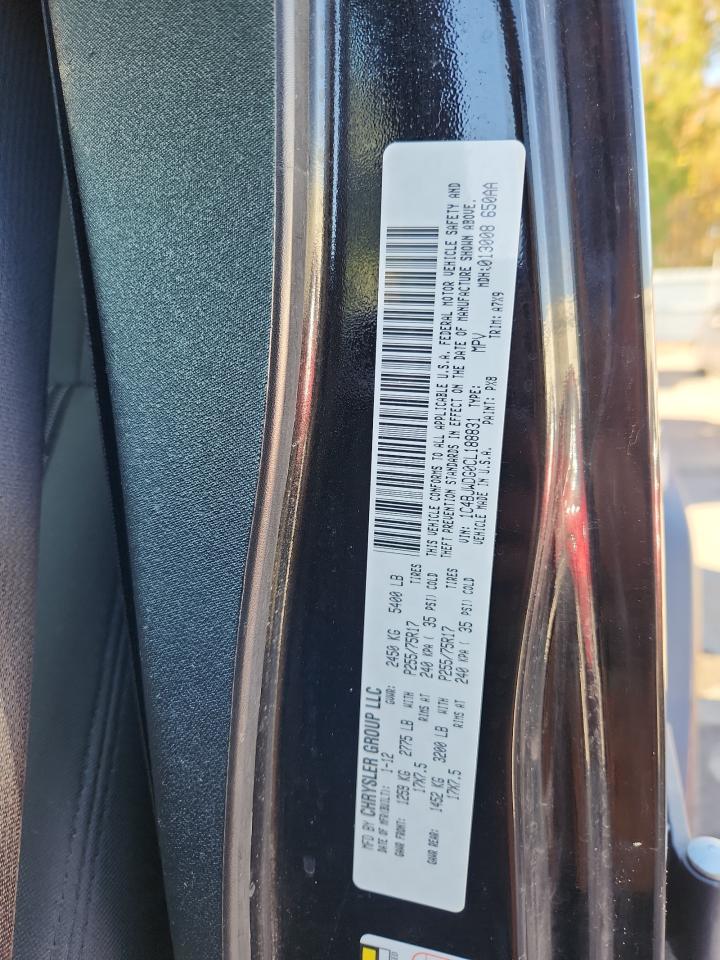 MFD BY CHRYSLER GROUP LLC
DATE OF MFR(BUILT): 1-12 GVWR: 2450 KG 5400 LB
GAWR FRONT: 1259 KG 2775 LB WITH P255/75R17 TIRES
17X7.5 RIMS AT 240 KPA ( 35 PSI) COLD
GAWR REAR: 1452 KG 3200 LB WITH P255/75R17 TIRES
17X7.5 RIMS AT 240 KPA ( 35 PSI) COLD
THIS VEHICLE CONFORMS TO ALL APPLICABLE U.S.A. FEDERAL MOTOR VEHICLE SAFETY AND
THEFT PREVENTION STANDARDS IN EFFECT ON THE DATE OF MANUFACTURE SHOWN ABOVE.
VIN: 1C4BJWDG0CL188831 TYPE: MPV MDH:013008 650AA
VEHICLE MADE IN U.S.A. PAINT: PX8 TRIM: A7X9